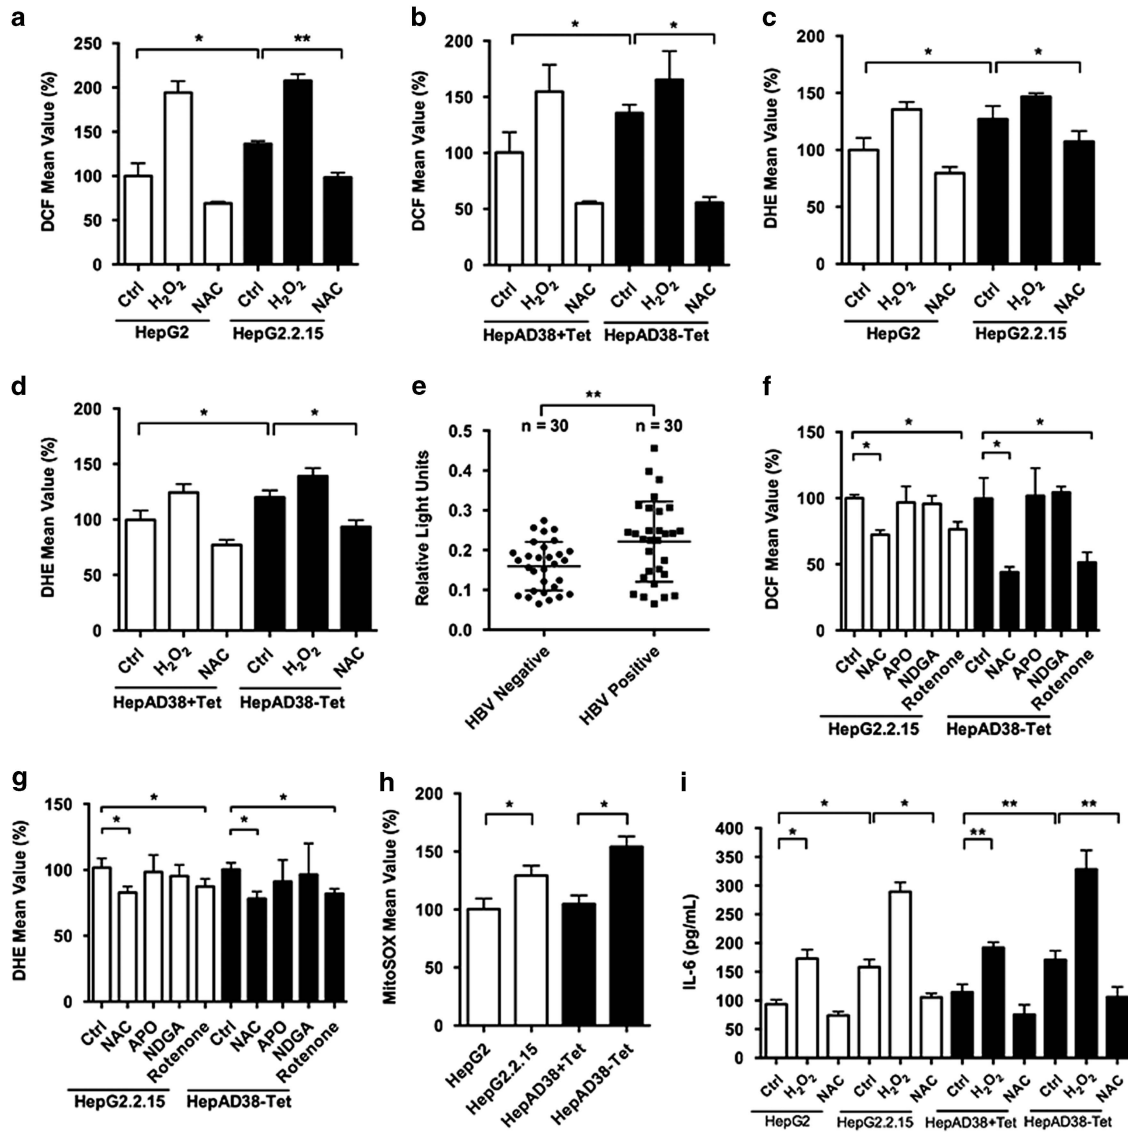 a
DCF Mean Value (%)
250
200
150
100
50
0
*
**
Ctrl H₂O₂ NAC Ctrl H₂O₂ NAC
HepG2 HepG2.2.15
b
DCF Mean Value (%)
200
150
100
50
0
*
*
Ctrl H₂O₂ NAC Ctrl H₂O₂ NAC
HepAD38+Tet HepAD38-Tet
c
DHE Mean Value (%)
200
150
100
50
0
*
*
Ctrl H₂O₂ NAC Ctrl H₂O₂ NAC
HepG2 HepG2.2.15
d
DHE Mean Value (%)
200
150
100
50
0
*
*
Ctrl H₂O₂ NAC Ctrl H₂O₂ NAC
HepAD38+Tet HepAD38-Tet
e
Relative Light Units
**
n = 30 n = 30
0.5
0.4
0.3
0.2
0.1
0.0
HBV Negative HBV Positive
f
DCF Mean Value (%)
150
100
50
0
* *
* *
Ctrl NAC APO NDGA Rotenone Ctrl NAC APO NDGA Rotenone
HepG2.2.15 HepAD38-Tet
g
DHE Mean Value (%)
150
100
50
0
* *
* *
Ctrl NAC APO NDGA Rotenone Ctrl NAC APO NDGA Rotenone
HepG2.2.15 HepAD38-Tet
h
MitoSOX Mean Value (%)
200
150
100
50
0
* *
HepG2 HepG2.2.15 HepAD38+Tet HepAD38-Tet
i
IL-6 (pg/mL)
400
350
300
250
200
150
100
50
0
* * ** **
* **
Ctrl H₂O₂ NAC Ctrl H₂O₂ NAC Ctrl H₂O₂ NAC Ctrl H₂O₂ NAC
HepG2 HepG2.2.15 HepAD38+Tet HepAD38-Tet